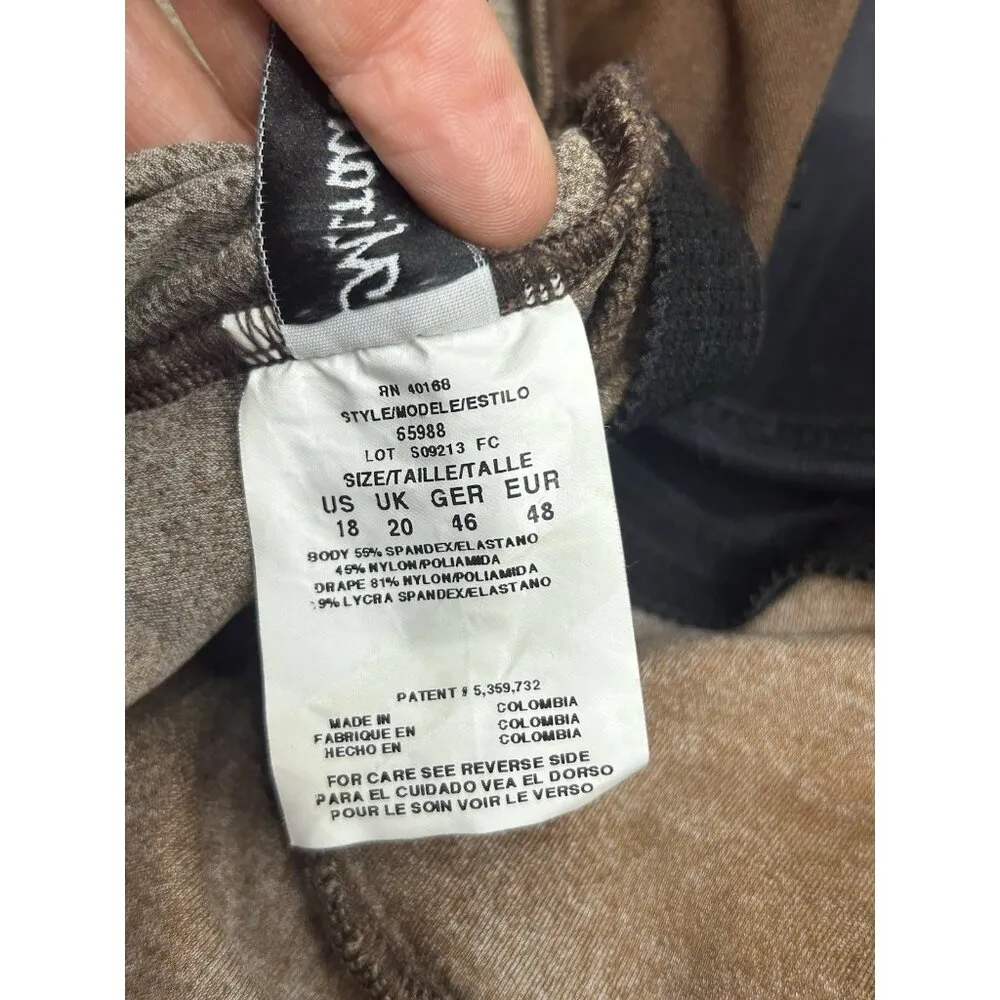 RN 40168
STYLE/MODELE/ESTILO
65988
LOT S09213 FC
SIZE/TAILLE/TALLE
US UK GER EUR
18 20 46 48
BODY 55% SPANDEX/ELASTANO
45% NYLON/POLIAMIDA
DRAPE 81% NYLON/POLIAMIDA
19% LYCRA SPANDEX/ELASTANO
PATENT # 5,359,732
MADE IN COLOMBIA
FABRIQUE EN COLOMBIA
HECHO EN COLOMBIA
FOR CARE SEE REVERSE SIDE
PARA EL CUIDADO VEA EL DORSO
POUR LE SOIN VOIR LE VERSO